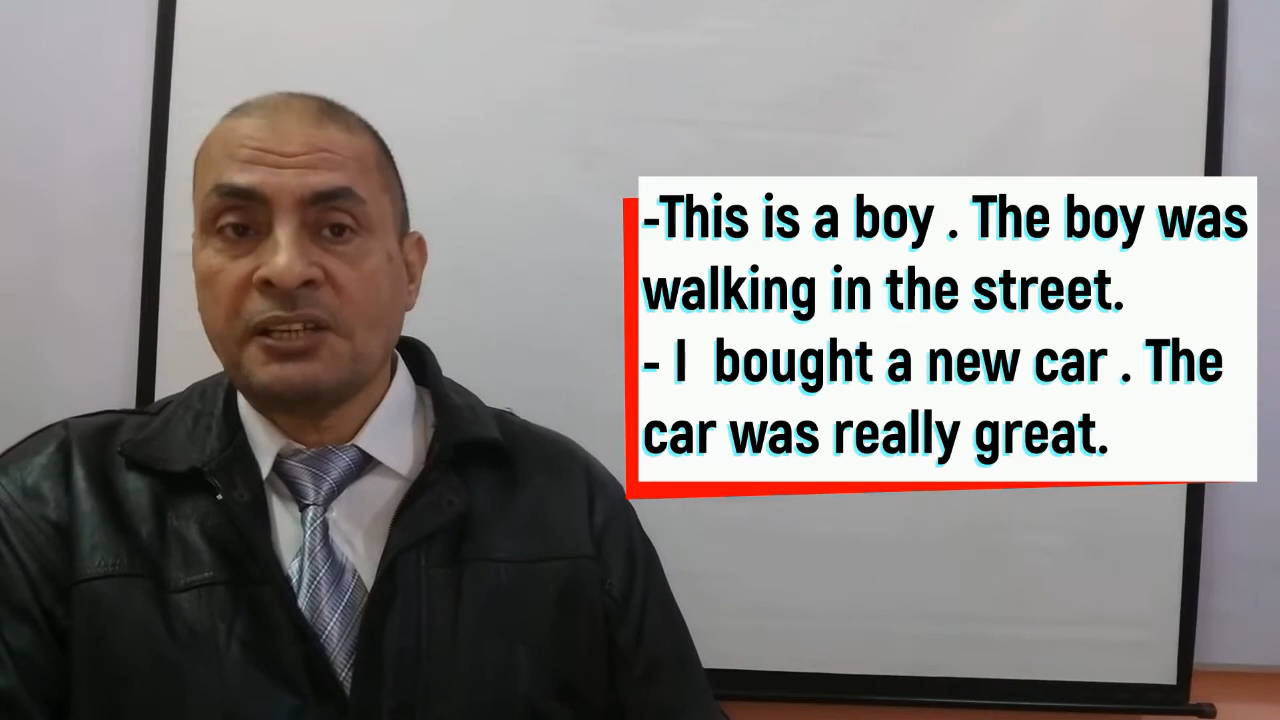 -This is a boy . The boy was
walking in the street.
- I  bought a new car . The
car was really great.